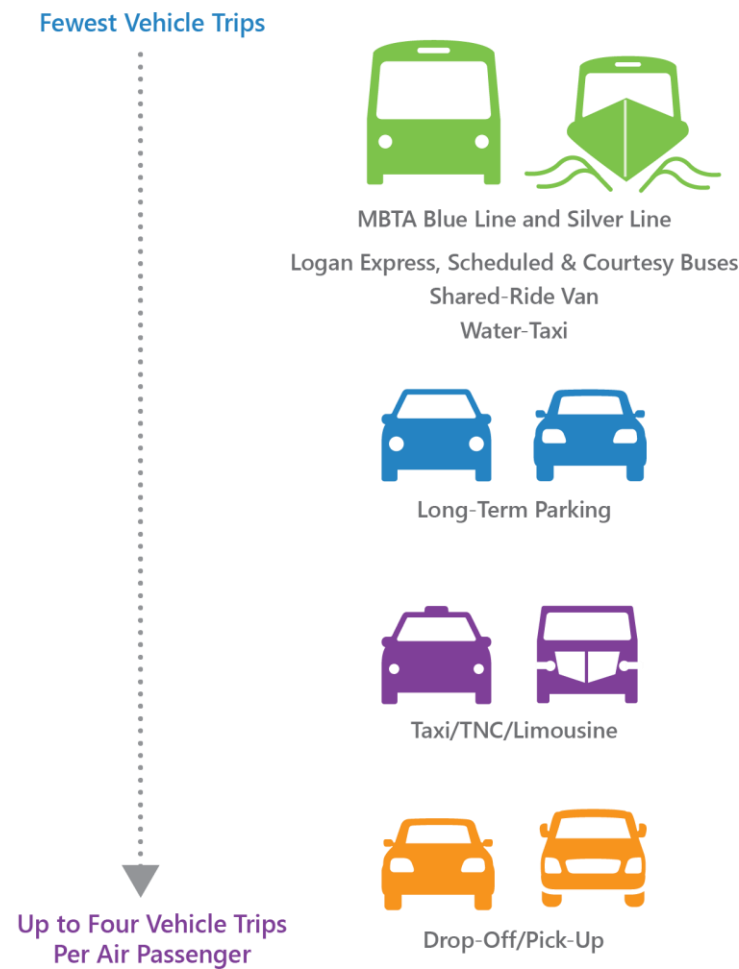 Fewest Vehicle Trips
MBTA Blue Line and Silver Line
Logan Express, Scheduled & Courtesy Buses
Shared-Ride Van
Water-Taxi
Long-Term Parking
Taxi/TNC/Limousine
Drop-Off/Pick-Up
Up to Four Vehicle Trips
Per Air Passenger